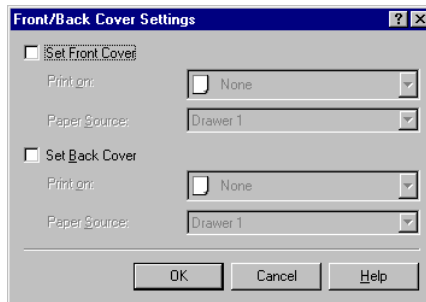 Front/Back Cover Settings
Set Front Cover
Print on: None
Paper Source: Drawer 1
Set Back Cover
Print on: None
Paper Source: Drawer 1
OK Cancel Help